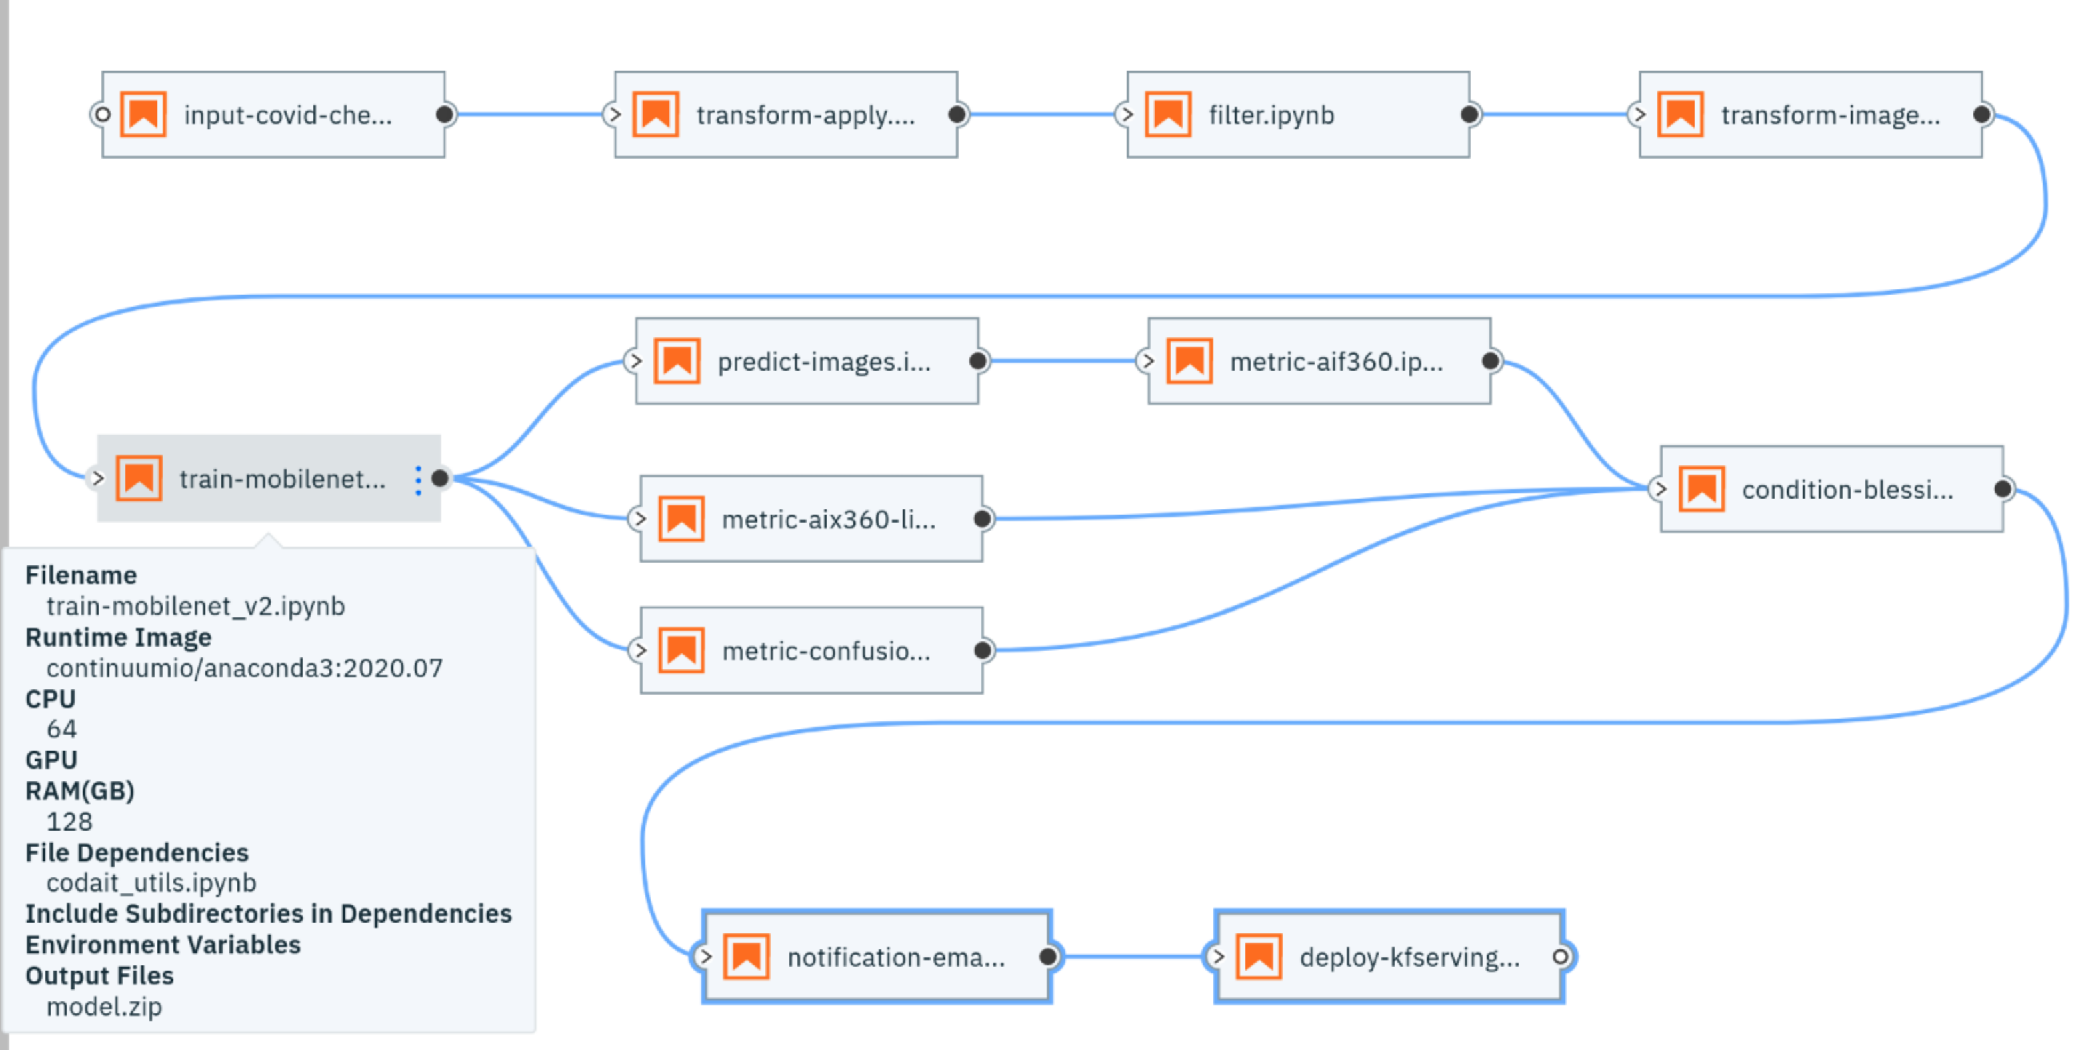 input-covid-che...
transform-apply....
filter.ipynb
transform-image...
predict-images.i...
metric-aif360.ip...
train-mobilenet...
metric-aix360-li...
condition-blessi...
metric-confusio...
Filename
train-mobilenet_v2.ipynb
Runtime Image
continuumio/anaconda3:2020.07
CPU
64
GPU
RAM(GB)
128
File Dependencies
codait_utils.ipynb
Include Subdirectories in Dependencies
Environment Variables
Output Files
model.zip
notification-ema...
deploy-kfserving...